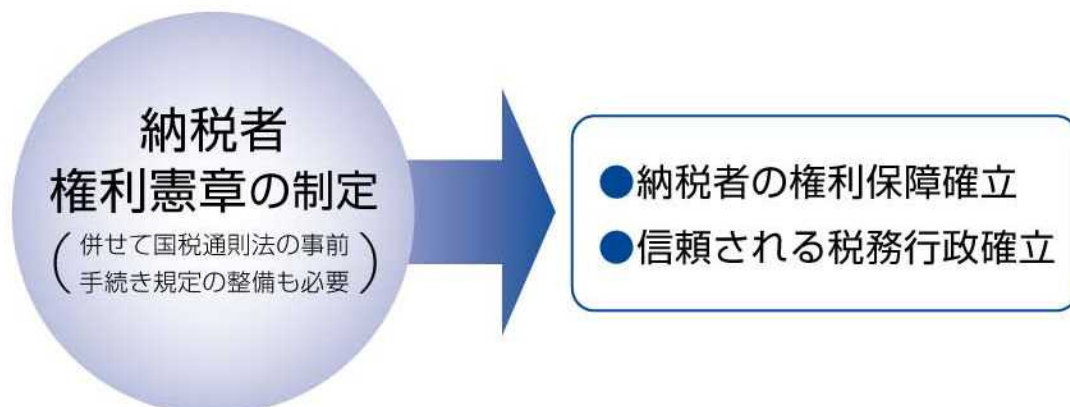 納税者
権利憲章の制定
(併せて国税通則法の事前
手続き規定の整備も必要)
●納税者の権利保障確立
●信頼される税務行政確立